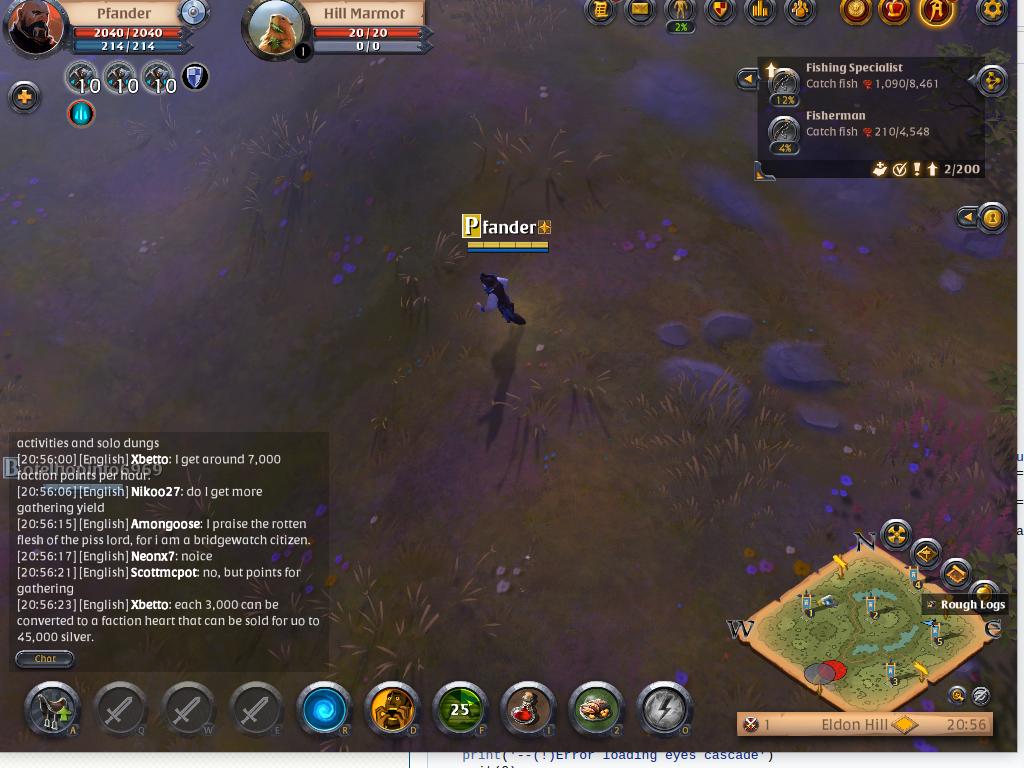 Pfander
2040/2040
214/214
Hill Marmot
20/20
0/0
1
2%
10 10 10
Fishing Specialist
Catch fish 1,090/8,461
12%
Fisherman
Catch fish 210/4,548
4%
2/200
Pfander
activities and solo dungs
[20:56:00] [English] Xbetto: I get around 7,000
faction points per hour.
[20:56:06] [English] Nikoo27: do I get more
gathering yield
[20:56:15] [English] Amongoose: I praise the rotten
flesh of the piss lord, for i am a bridgewatch citizen.
[20:56:17] [English] Neonx7: noice
[20:56:21] [English] Scottmcpot: no, but points for
gathering
[20:56:23] [English] Xbetto: each 3,000 can be
converted to a faction heart that can be sold for up to
45,000 silver.
Chat
N
W
E
1
2
3
4
5
Rough Logs
A
Q
W
E
R
D
25
F
1
2
O
1
Eldon Hill
20:56
print('--(!)Error loading eyes cascade')